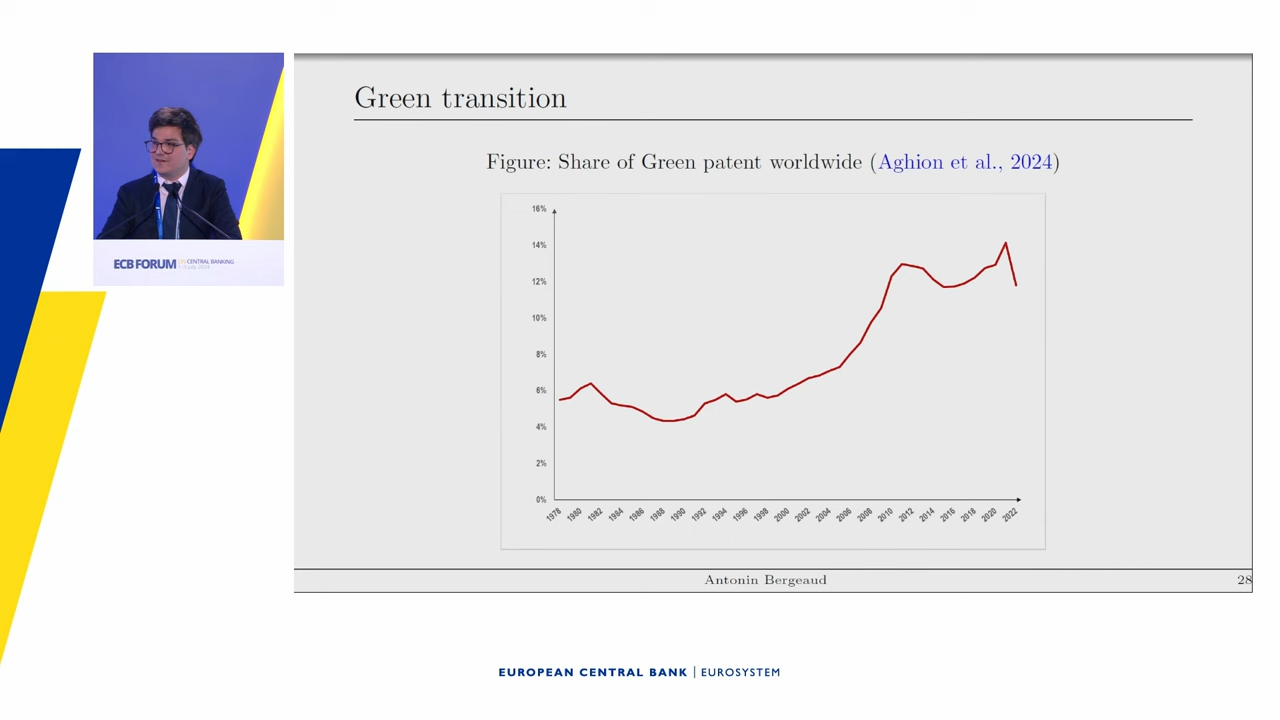 Green transition
Figure: Share of Green patent worldwide (Aghion et al., 2024)
16%
14%
12%
10%
8%
6%
4%
2%
0%
1978 1980 1982 1984 1986 1988 1990 1992 1994 1996 1998 2000 2002 2004 2006 2008 2010 2012 2014 2016 2018 2020 2022
Antonin Bergeaud
28
ECB FORUM CENTRAL BANKING
EUROPEAN CENTRAL BANK | EUROSYSTEM